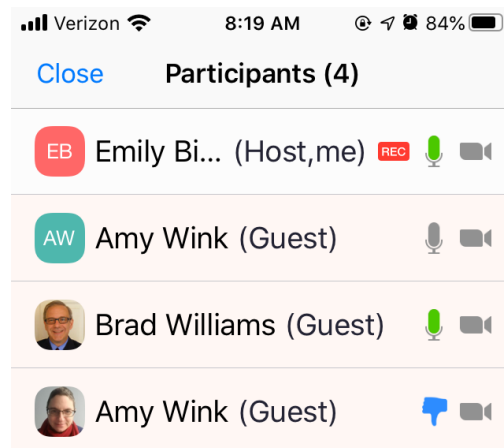 Verizon 8:19 AM 84%
Close Participants (4)
EB Emily Bi... (Host,me) REC
AW Amy Wink (Guest)
Brad Williams (Guest)
Amy Wink (Guest)